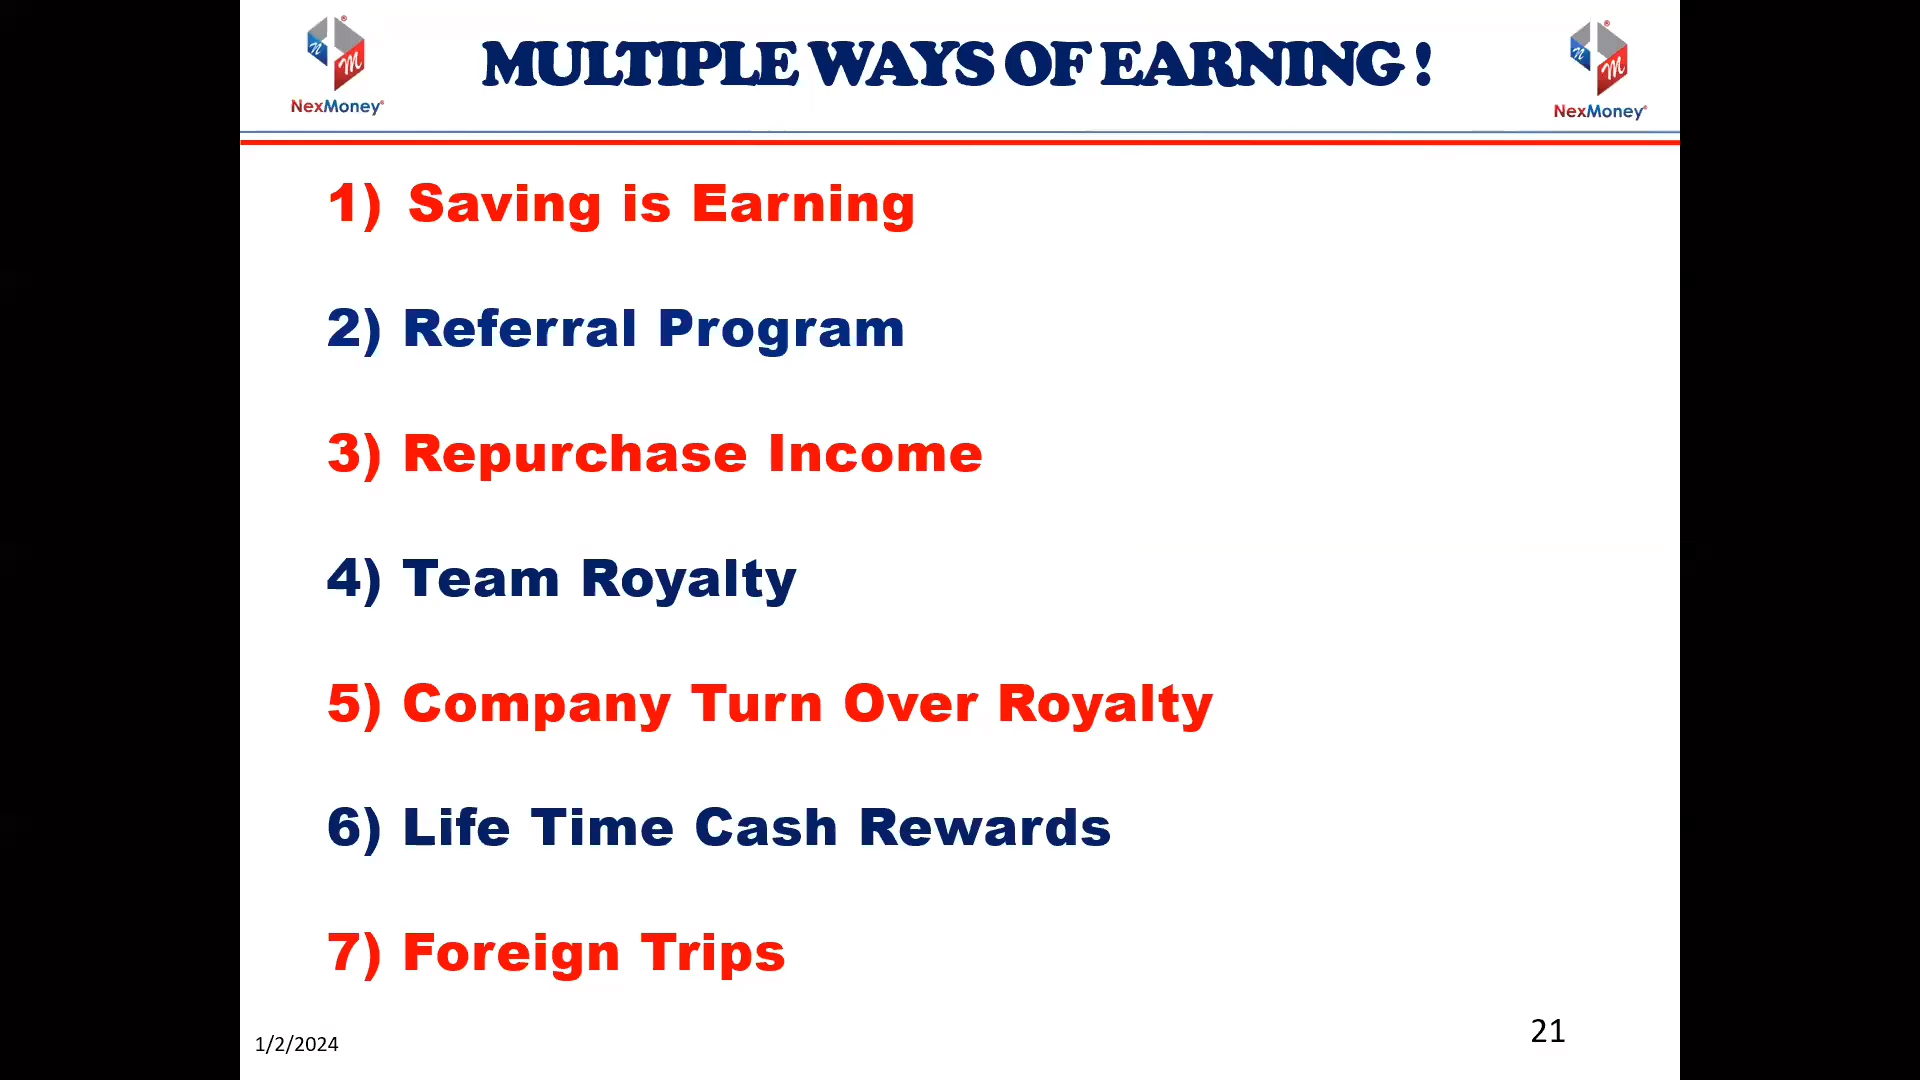 MULTIPLE WAYS OF EARNING !
n m
NexMoney®
n m
NexMoney®
1) Saving is Earning
2) Referral Program
3) Repurchase Income
4) Team Royalty
5) Company Turn Over Royalty
6) Life Time Cash Rewards
7) Foreign Trips
1/2/2024
21